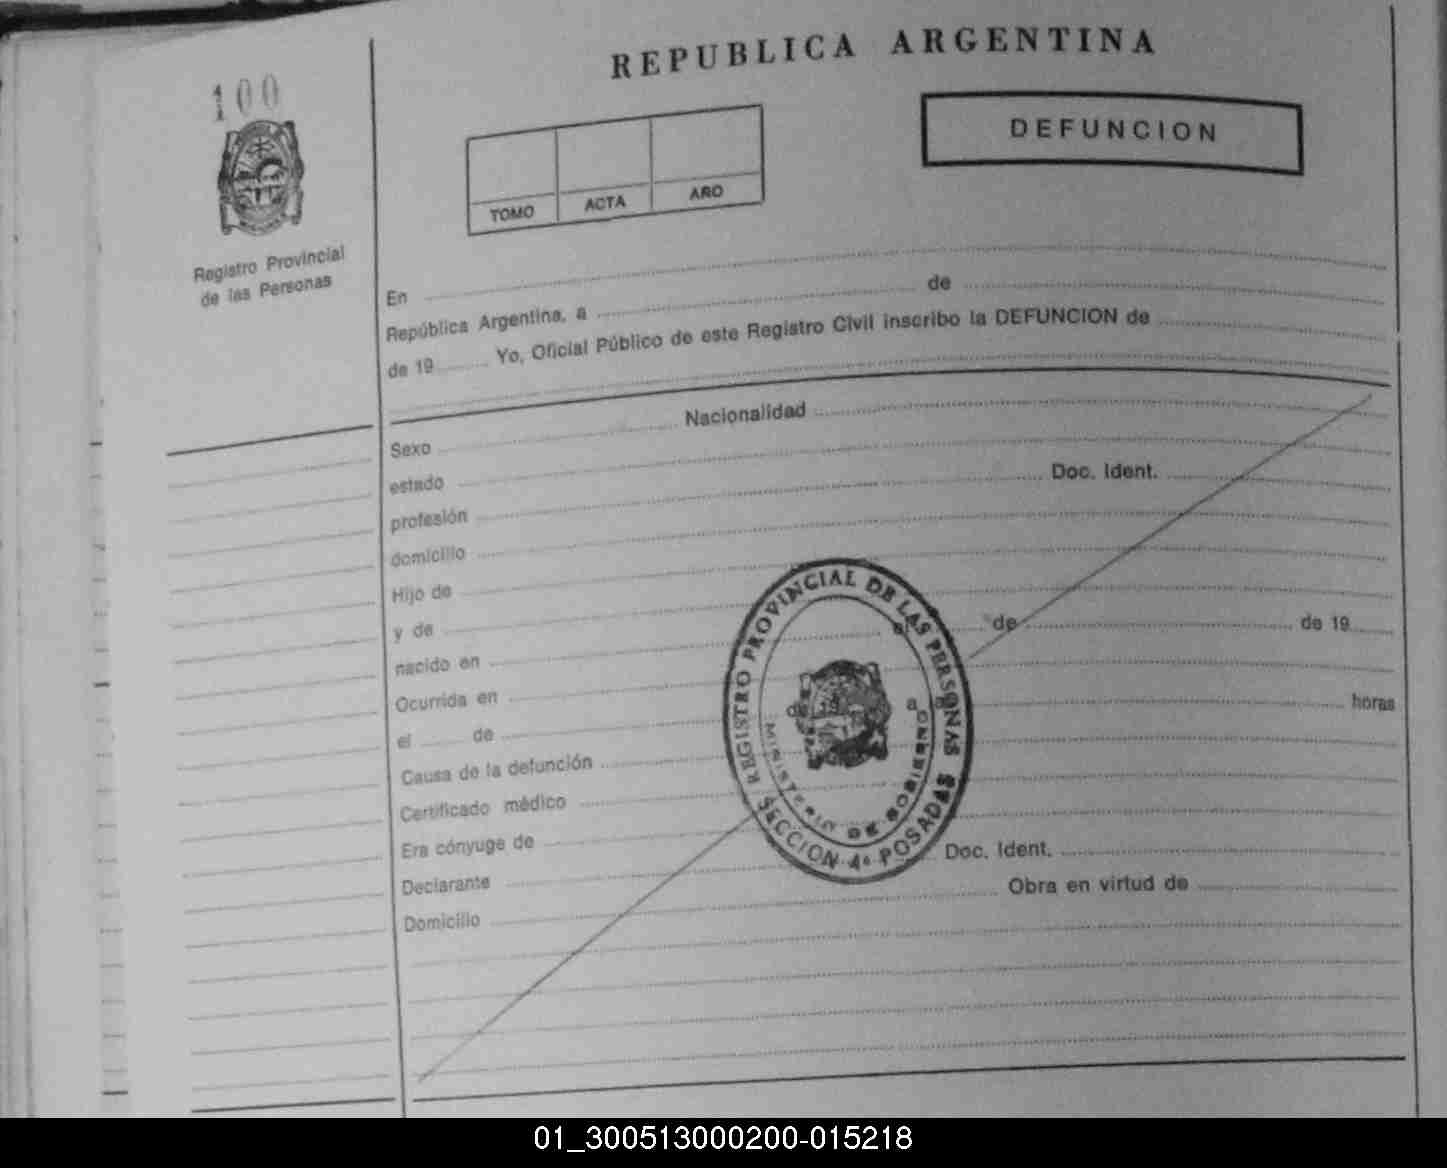 REPUBLICA ARGENTINA
100
DEFUNCION
TOMO ACTA AÑO
Registro Provincial
de las Personas
En
República Argentina, a de
de 19 Yo, Oficial Público de este Registro Civil inscribo la DEFUNCION de
Sexo Nacionalidad
estado
profesión Doc. Ident.
domicilio
Hijo de
y de
nacido en el de de 19
Ocurrida en
el de de 19 a las horas
Causa de la defunción
Certificado médico
Era cónyuge de
Declarante Doc. Ident.
Domicilio Obra en virtud de
REGISTRO PROVINCIAL DE LAS PERSONAS
MINISTERIO DE GOBIERNO
SECCION 4ª POSADAS
01_300513000200-015218